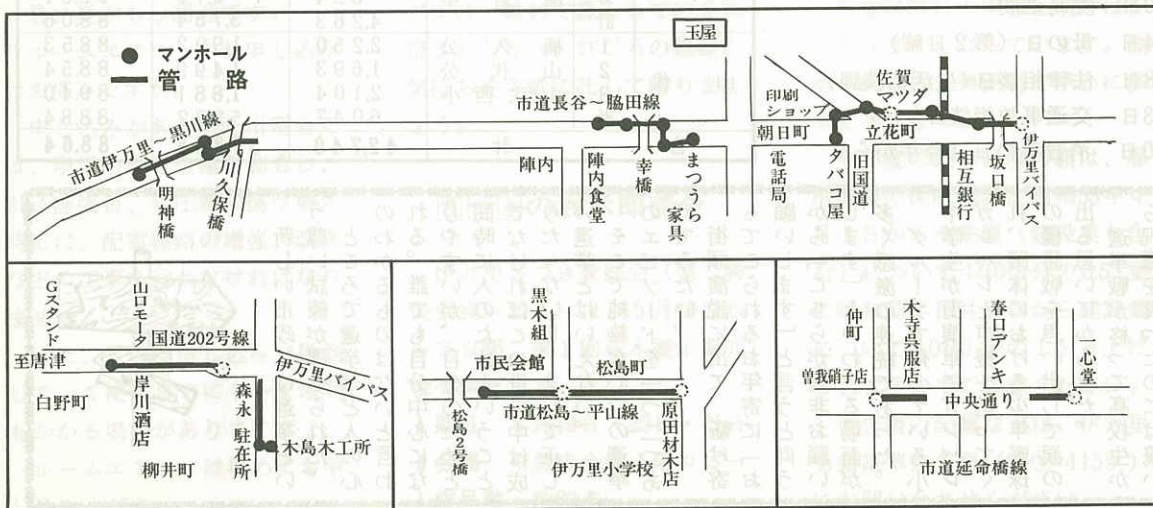 マンホール
管路
玉屋
市道伊万里～黒川線
明神橋
川久保橋
市道長谷～脇田線
陣内
陣内食堂
幸橋
まつうら家具
印刷ショップ
朝日町
電話局
タバコ屋
旧国道
佐賀マツダ
立花町
相互銀行
坂口橋
伊万里バイパス
Gスタンド
山口モータ
国道202号線
至唐津
白野町
岸川酒店
柳井町
森永
駐在所
木島木工所
伊万里バイパス
黒木組
市民会館
松島町
松島2号橋
市道松島～平山線
伊万里小学校
原田材木店
仲町
曽我硝子店
木寺呉服店
春口デンキ
一心堂
中央通り
市道延命橋線